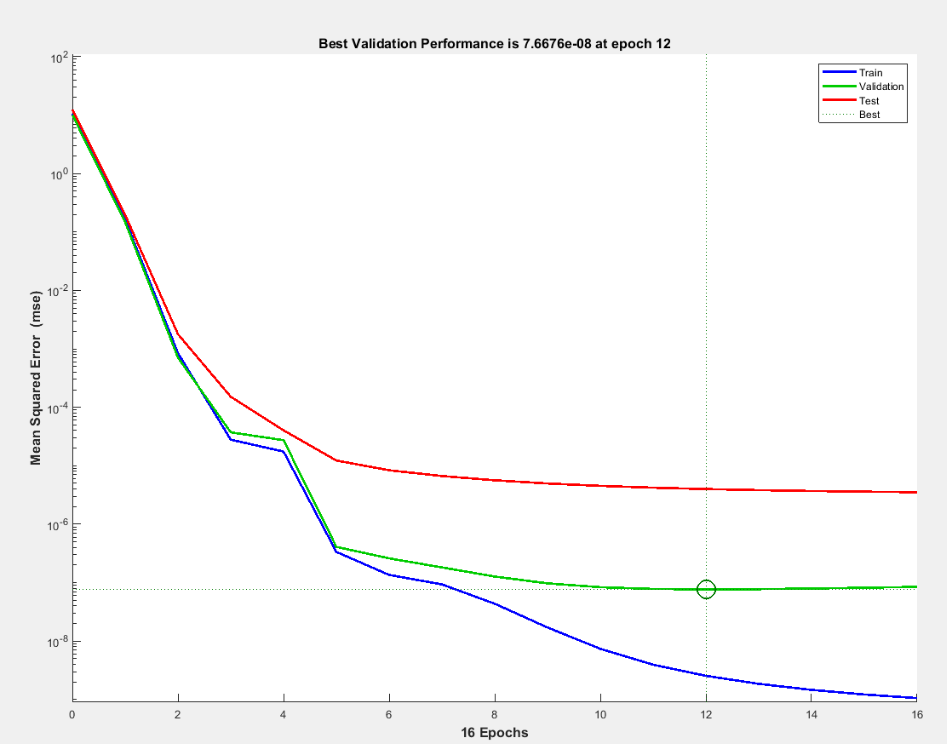 Best Validation Performance is 7.6676e-08 at epoch 12
Train
Validation
Test
Best
Mean Squared Error (mse)
10^2
10^0
10^-2
10^-4
10^-6
10^-8
0 2 4 6 8 10 12 14 16
16 Epochs